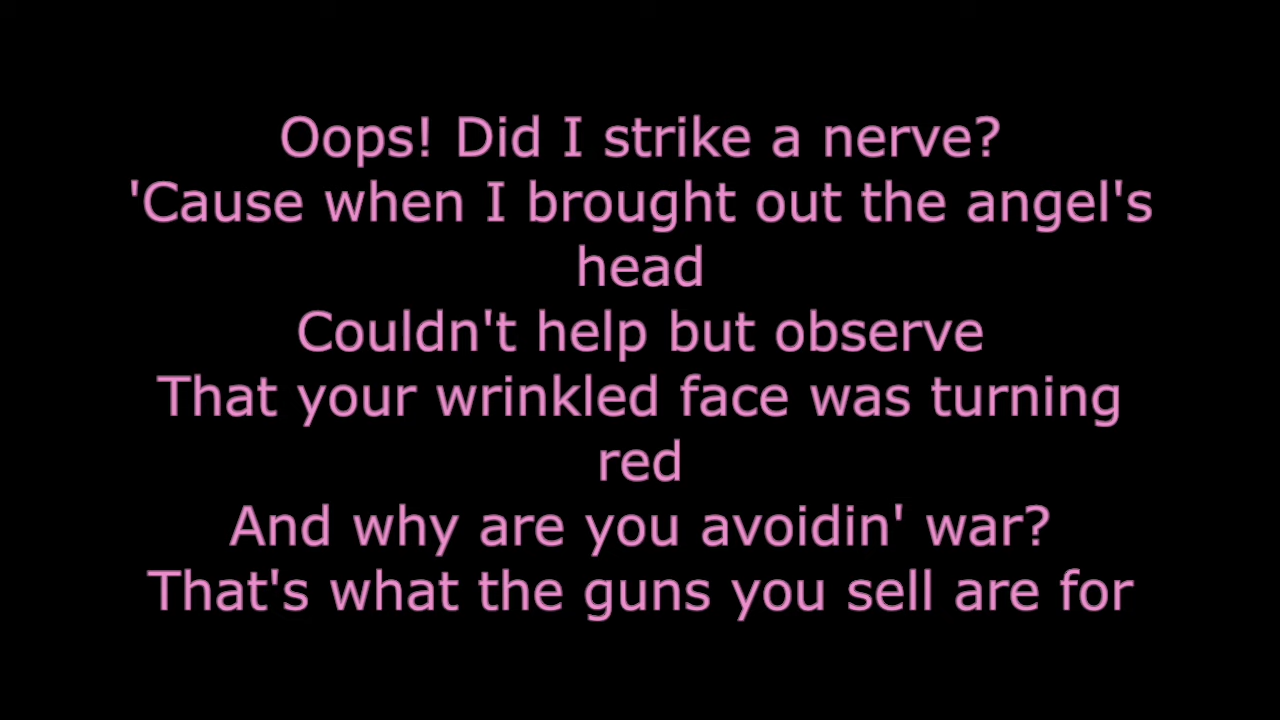 Oops! Did I strike a nerve?
'Cause when I brought out the angel's
head
Couldn't help but observe
That your wrinkled face was turning
red
And why are you avoidin' war?
That's what the guns you sell are for